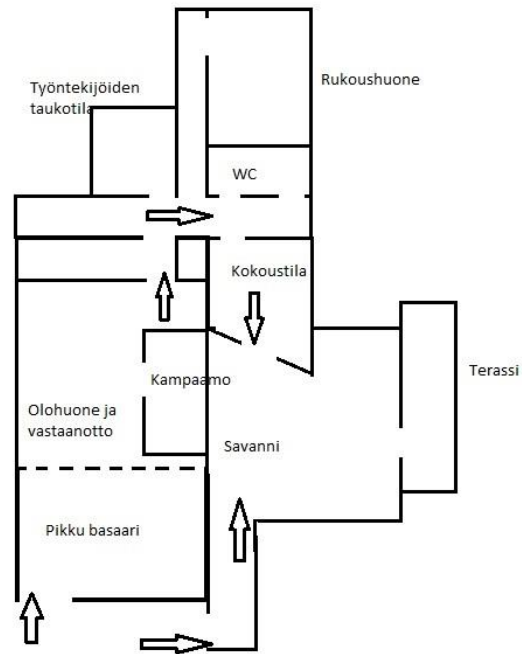 Työntekijöiden
taukotila
Rukoushuone
WC
Kokoustila
Terassi
Kampaamo
Olohuone ja
vastaanotto
Savanni
Pikku basaari